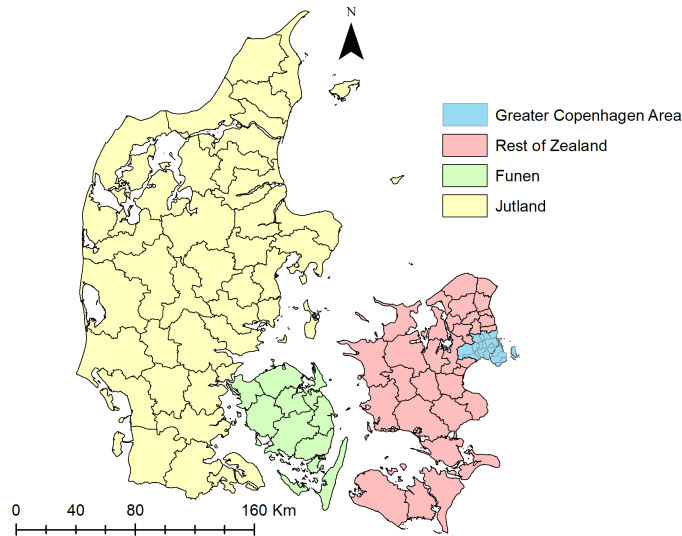 N
Greater Copenhagen Area
Rest of Zealand
Funen
Jutland
0 40 80 160 Km